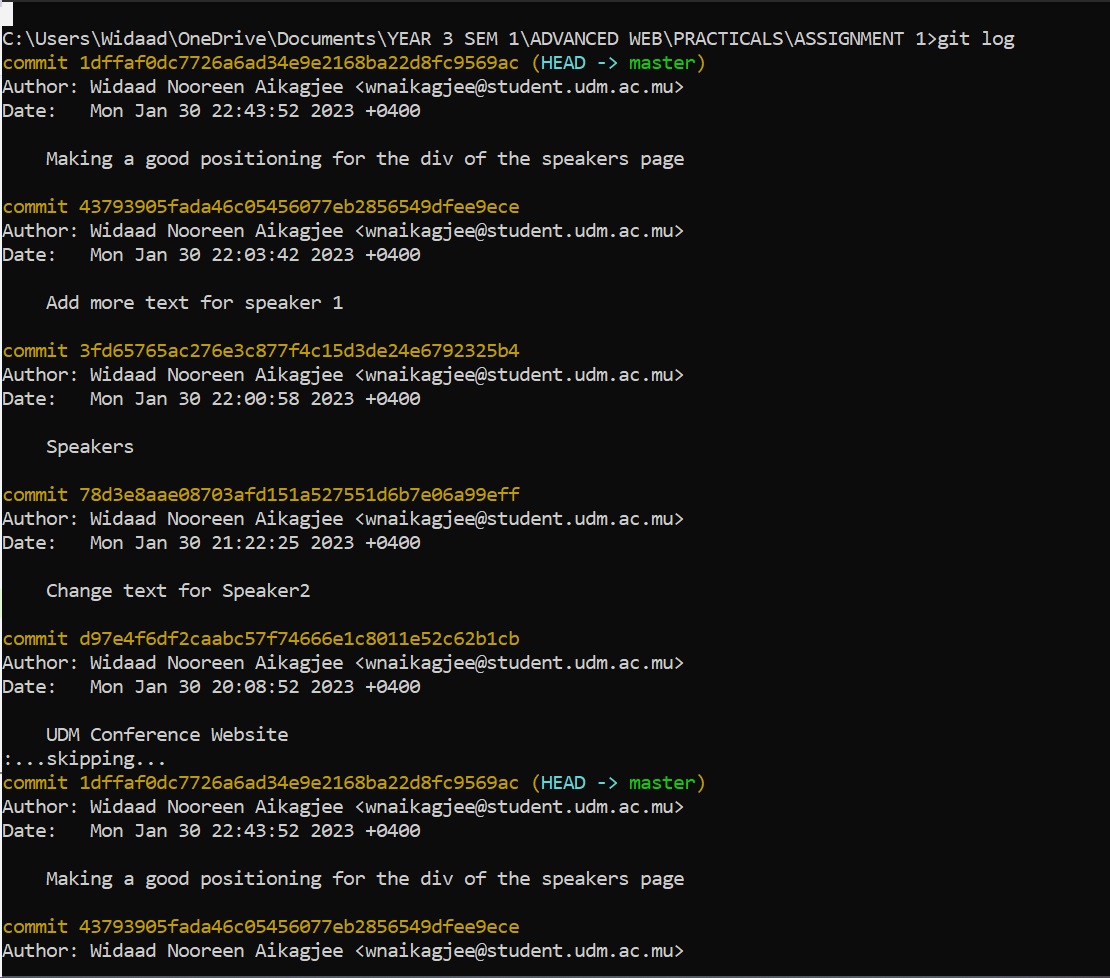 C:\Users\Widaad\OneDrive\Documents\YEAR 3 SEM 1\ADVANCED WEB\PRACTICALS\ASSIGNMENT 1>git log
commit 1dffaf0dc7726a6ad34e9e2168ba22d8fc9569ac (HEAD -> master)
Author: Widaad Nooreen Aikagjee <wnaikagjee@student.udm.ac.mu>
Date:   Mon Jan 30 22:43:52 2023 +0400
    Making a good positioning for the div of the speakers page
commit 43793905fada46c05456077eb2856549dfee9ece
Author: Widaad Nooreen Aikagjee <wnaikagjee@student.udm.ac.mu>
Date:   Mon Jan 30 22:03:42 2023 +0400
    Add more text for speaker 1
commit 3fd65765ac276e3c877f4c15d3de24e6792325b4
Author: Widaad Nooreen Aikagjee <wnaikagjee@student.udm.ac.mu>
Date:   Mon Jan 30 22:00:58 2023 +0400
    Speakers
commit 78d3e8aae08703afd151a527551d6b7e06a99eff
Author: Widaad Nooreen Aikagjee <wnaikagjee@student.udm.ac.mu>
Date:   Mon Jan 30 21:22:25 2023 +0400
    Change text for Speaker2
commit d97e4f6df2caabc57f74666e1c8011e52c62b1cb
Author: Widaad Nooreen Aikagjee <wnaikagjee@student.udm.ac.mu>
Date:   Mon Jan 30 20:08:52 2023 +0400
    UDM Conference Website
:...skipping...
commit 1dffaf0dc7726a6ad34e9e2168ba22d8fc9569ac (HEAD -> master)
Author: Widaad Nooreen Aikagjee <wnaikagjee@student.udm.ac.mu>
Date:   Mon Jan 30 22:43:52 2023 +0400
    Making a good positioning for the div of the speakers page
commit 43793905fada46c05456077eb2856549dfee9ece
Author: Widaad Nooreen Aikagjee <wnaikagjee@student.udm.ac.mu>